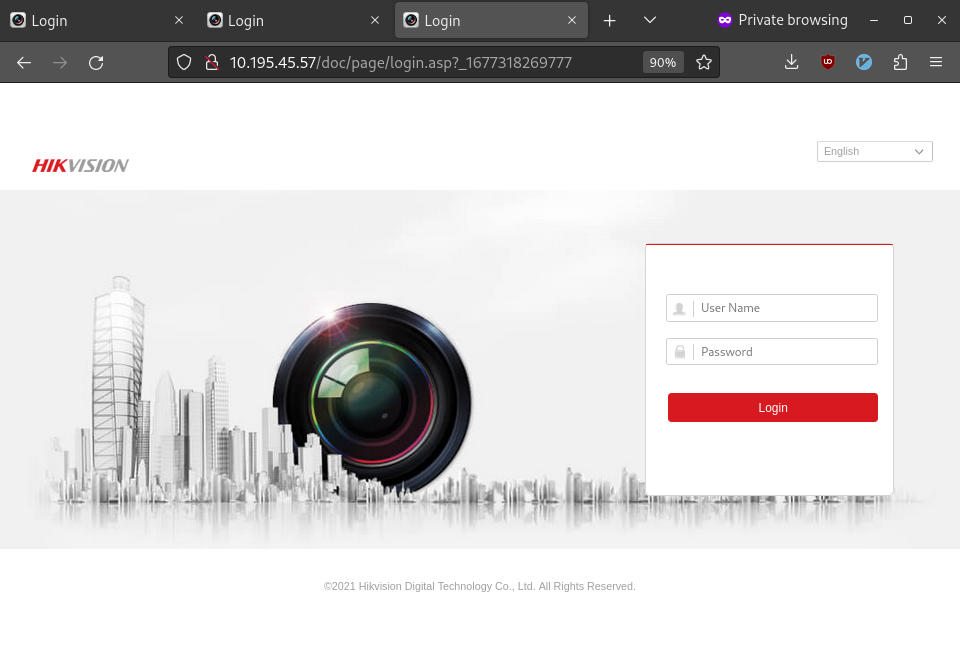 Login
Login
Login
Private browsing
10.195.45.57/doc/page/login.asp?_1677318269777
90%
HIKVISION
English
User Name
Password
Login
©2021 Hikvision Digital Technology Co., Ltd. All Rights Reserved.